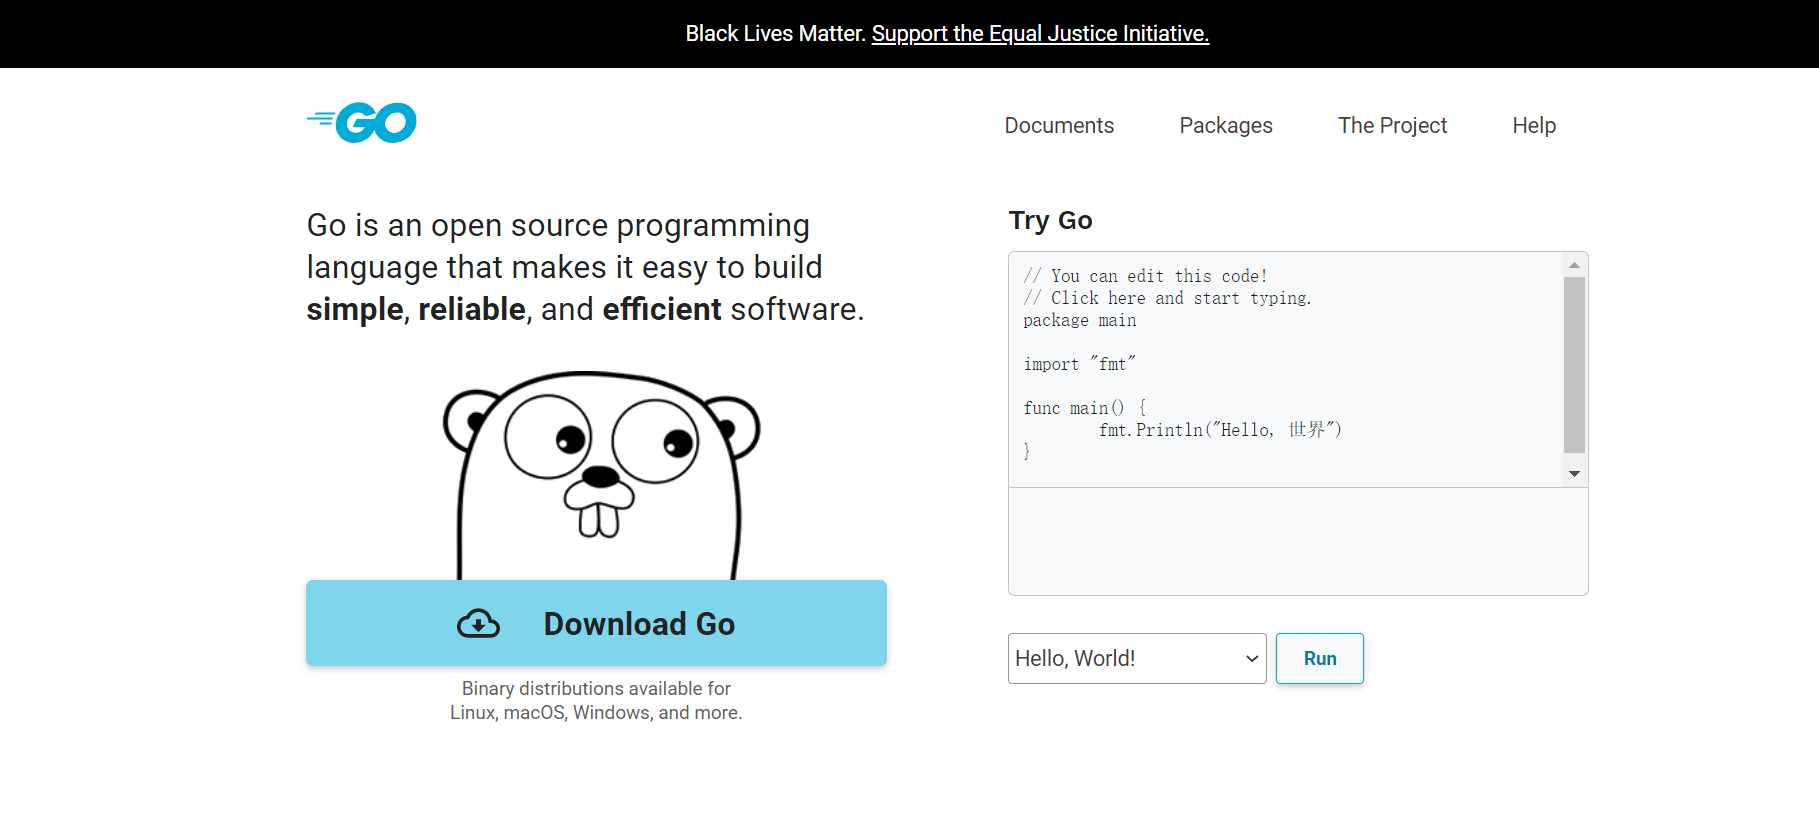 Black Lives Matter. Support the Equal Justice Initiative.
GO
Documents
Packages
The Project
Help
Go is an open source programming
language that makes it easy to build
simple, reliable, and efficient software.
Download Go
Binary distributions available for
Linux, macOS, Windows, and more.
Try Go
// You can edit this code!
// Click here and start typing.
package main
import "fmt"
func main() {
	fmt.Println("Hello, 世界")
}
Hello, World!
Run